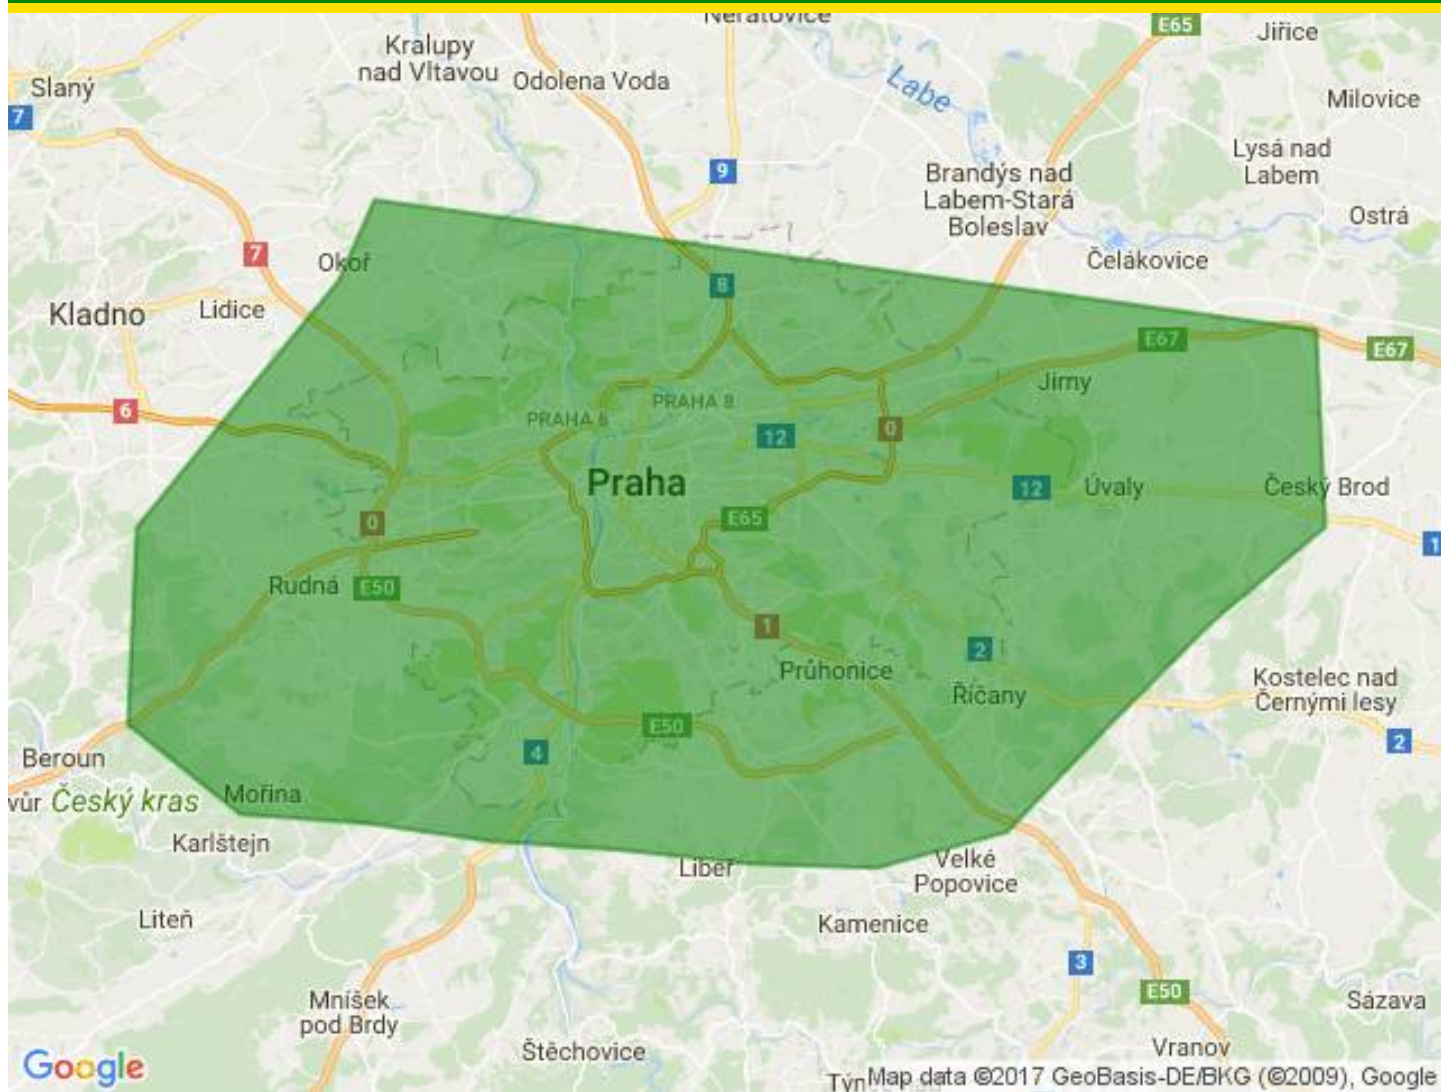 Neratovice
E65
Jiřice
Kralupy
nad Vltavou
Odolena Voda
Slaný
Labe
Milovice
7
9
Lysá nad
Labem
Brandýs nad
Labem-Stará
Boleslav
Ostrá
7
Okoř
Čelákovice
8
Kladno
Lidice
E67
E67
Jirny
6
PRAHA 8
PRAHA 6
0
12
Praha
12
Úvaly
Český Brod
0
E65
1
Rudná
E50
1
2
Průhonice
Říčany
Kostelec nad
Černými lesy
E50
4
2
Beroun
Mořina
vůr Český kras
Karlštejn
Libeř
Velké
Popovice
Liteň
Kamenice
3
E50
Mníšek
pod Brdy
Sázava
Štěchovice
Vranov
Google
Týn
Map data ©2017 GeoBasis-DE/BKG (©2009), Google